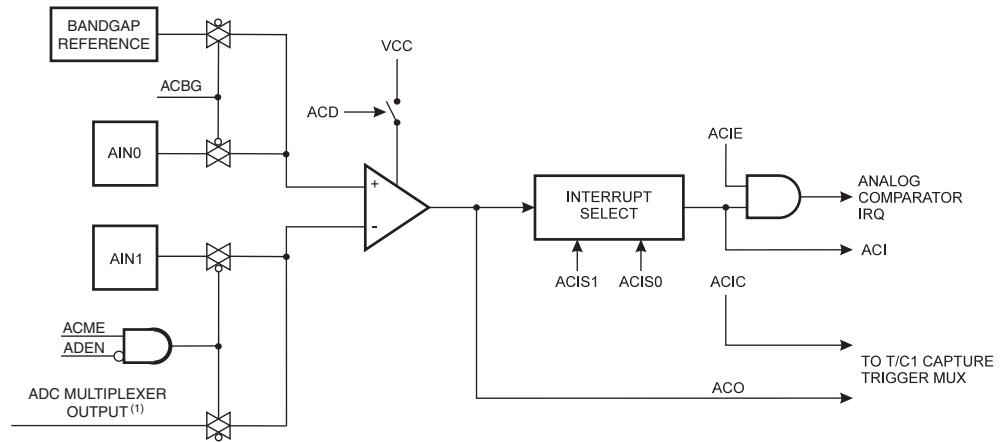 BANDGAP
REFERENCE
VCC
ACBG
ACD
ACIE
AIN0
+
INTERRUPT
SELECT
ANALOG
COMPARATOR
IRQ
-
AIN1
ACI
ACIS1 ACIS0 ACIC
ACME
ADEN
TO T/C1 CAPTURE
TRIGGER MUX
ADC MULTIPLEXER
OUTPUT (1)
ACO